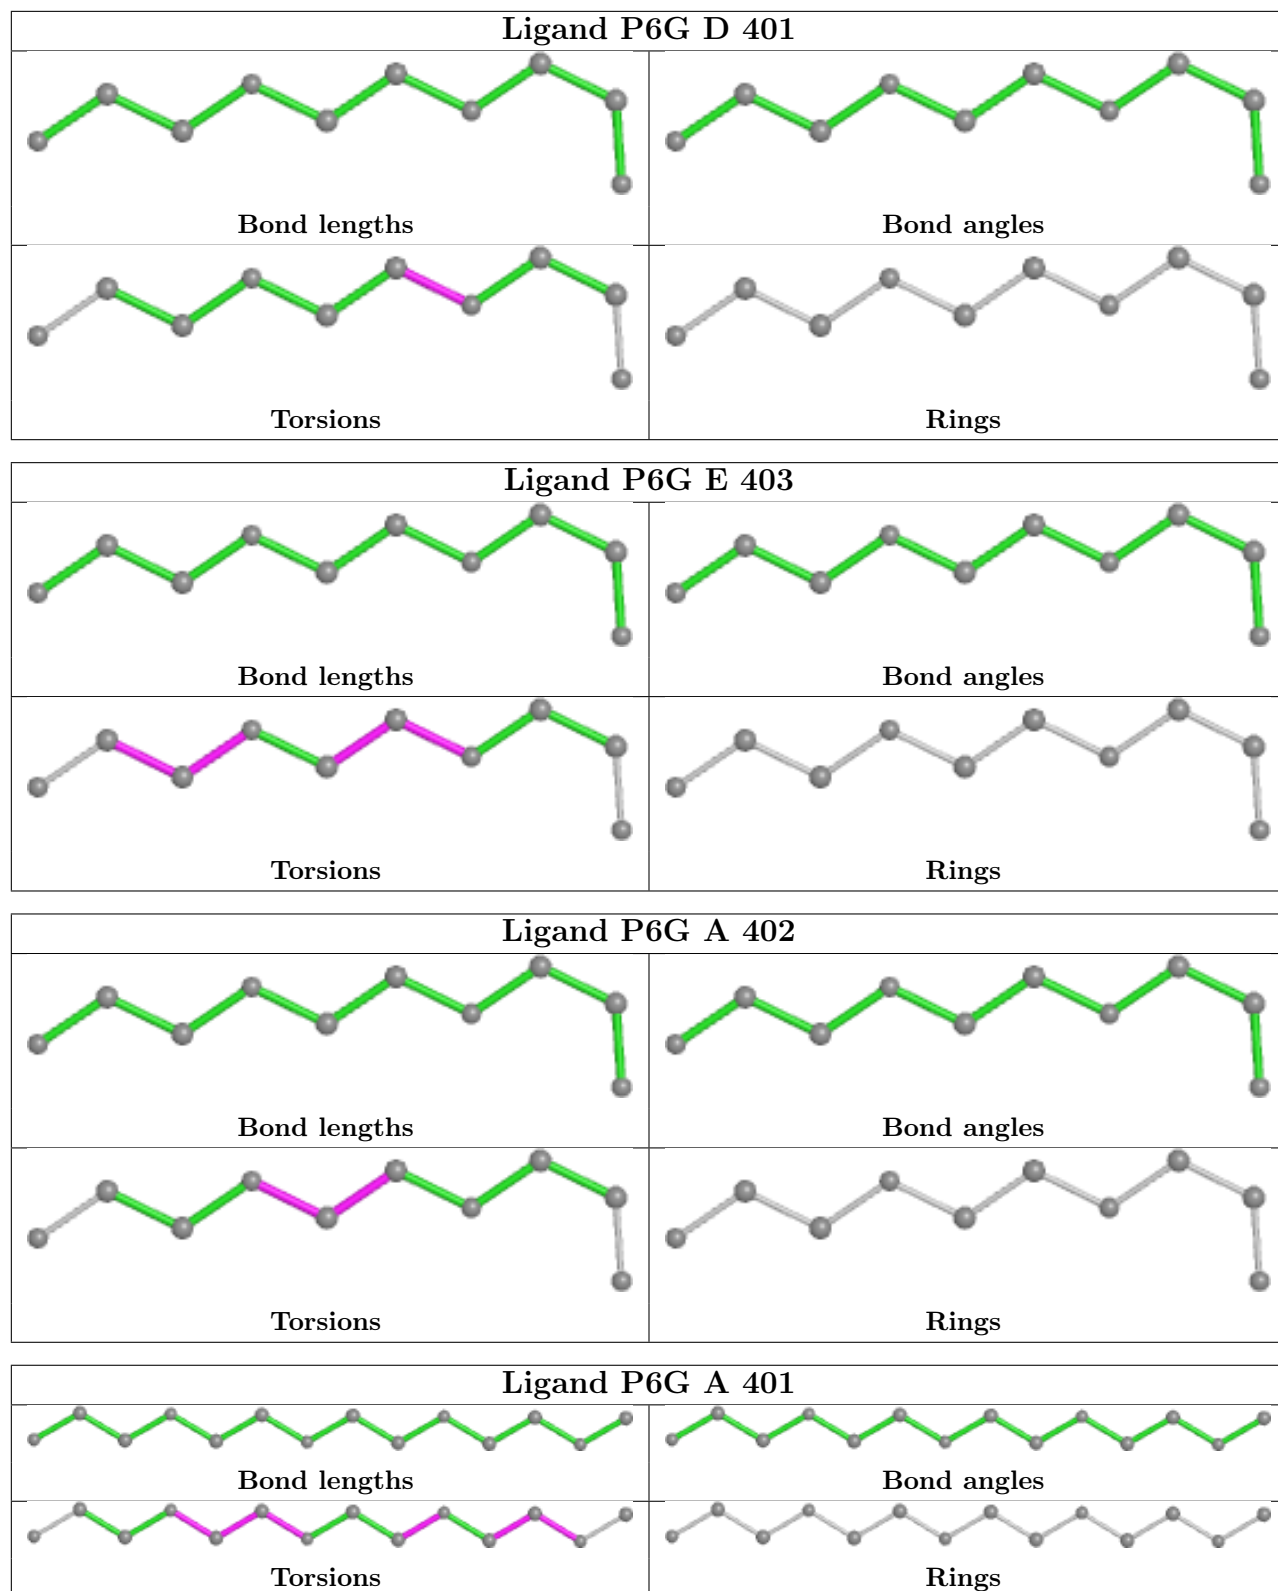 Ligand P6G D 401
Bond lengths
Bond angles
Torsions
Rings
Ligand P6G E 403
Bond lengths
Bond angles
Torsions
Rings
Ligand P6G A 402
Bond lengths
Bond angles
Torsions
Rings
Ligand P6G A 401
Bond lengths
Bond angles
Torsions
Rings